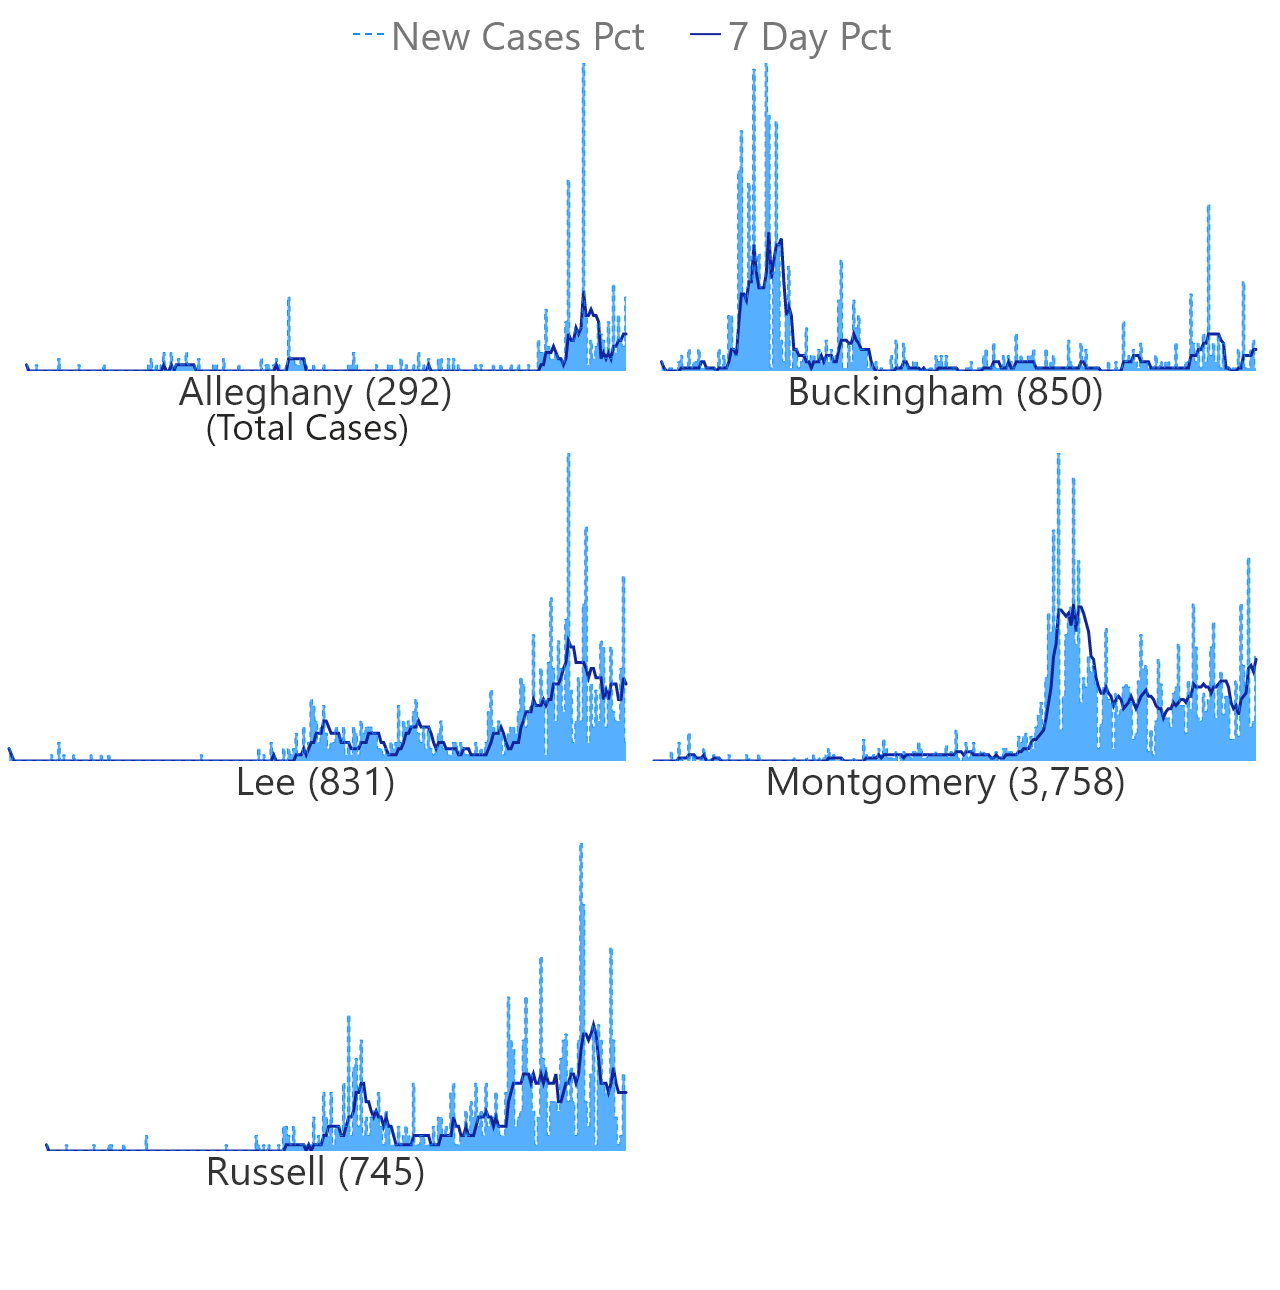 New Cases Pct 7 Day Pct
Alleghany (292)
(Total Cases)
Buckingham (850)
Lee (831)
Montgomery (3,758)
Russell (745)